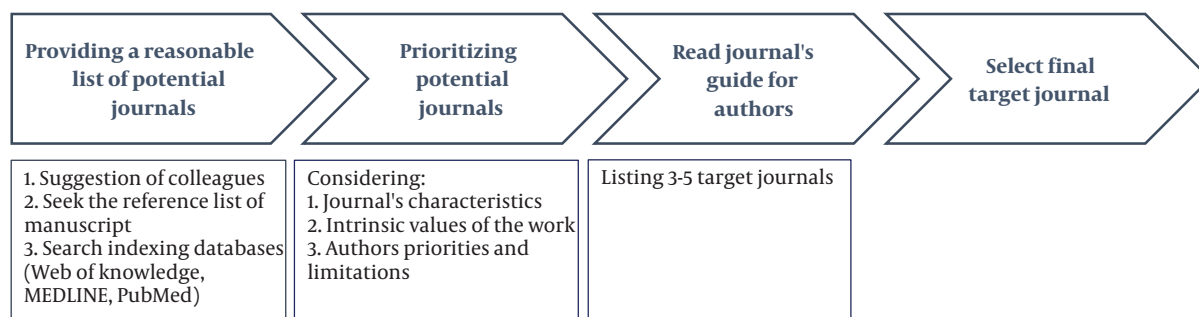 Providing a reasonable
list of potential
journals
Prioritizing
potential
journals
Read journal's
guide for
authors
Select final
target journal
1. Suggestion of colleagues
2. Seek the reference list of
manuscript
3. Search indexing databases
(Web of knowledge,
MEDLINE, PubMed)
Considering:
1. Journal's characteristics
2. Intrinsic values of the work
3. Authors priorities and
limitations
Listing 3-5 target journals